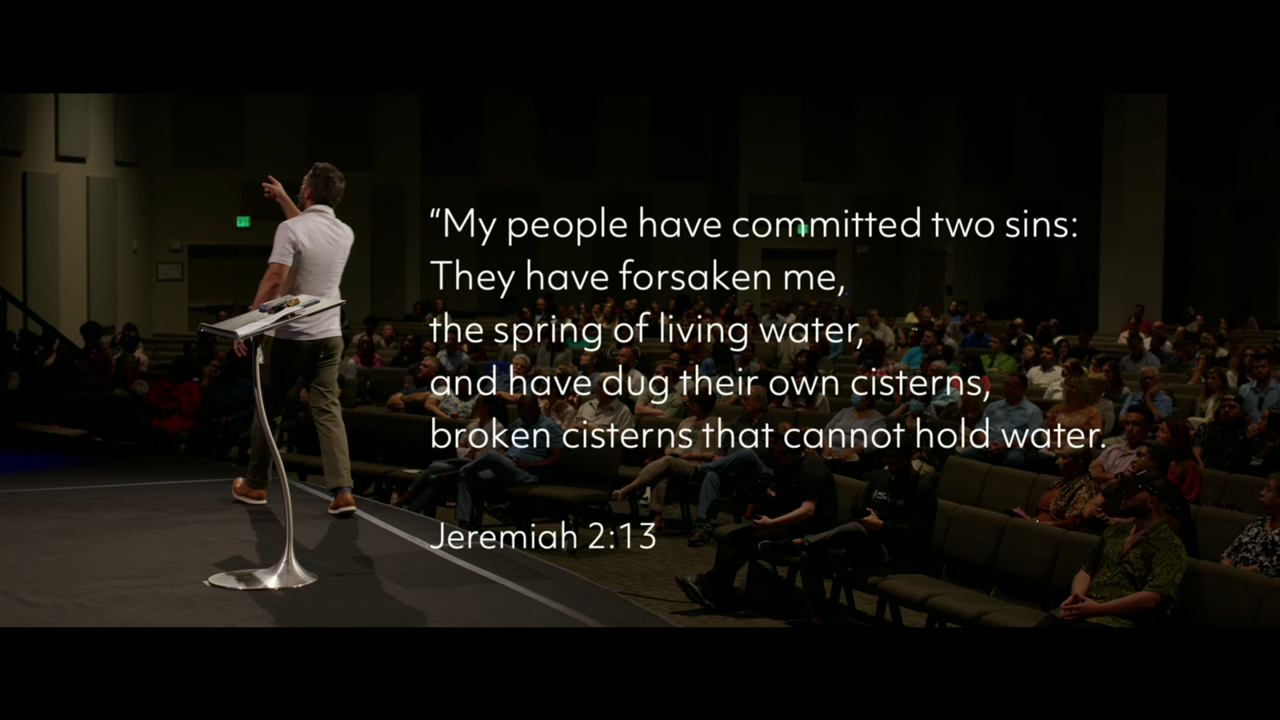 “My people have committed two sins:
They have forsaken me,
the spring of living water,
and have dug their own cisterns,
broken cisterns that cannot hold water.
Jeremiah 2:13
EXIT